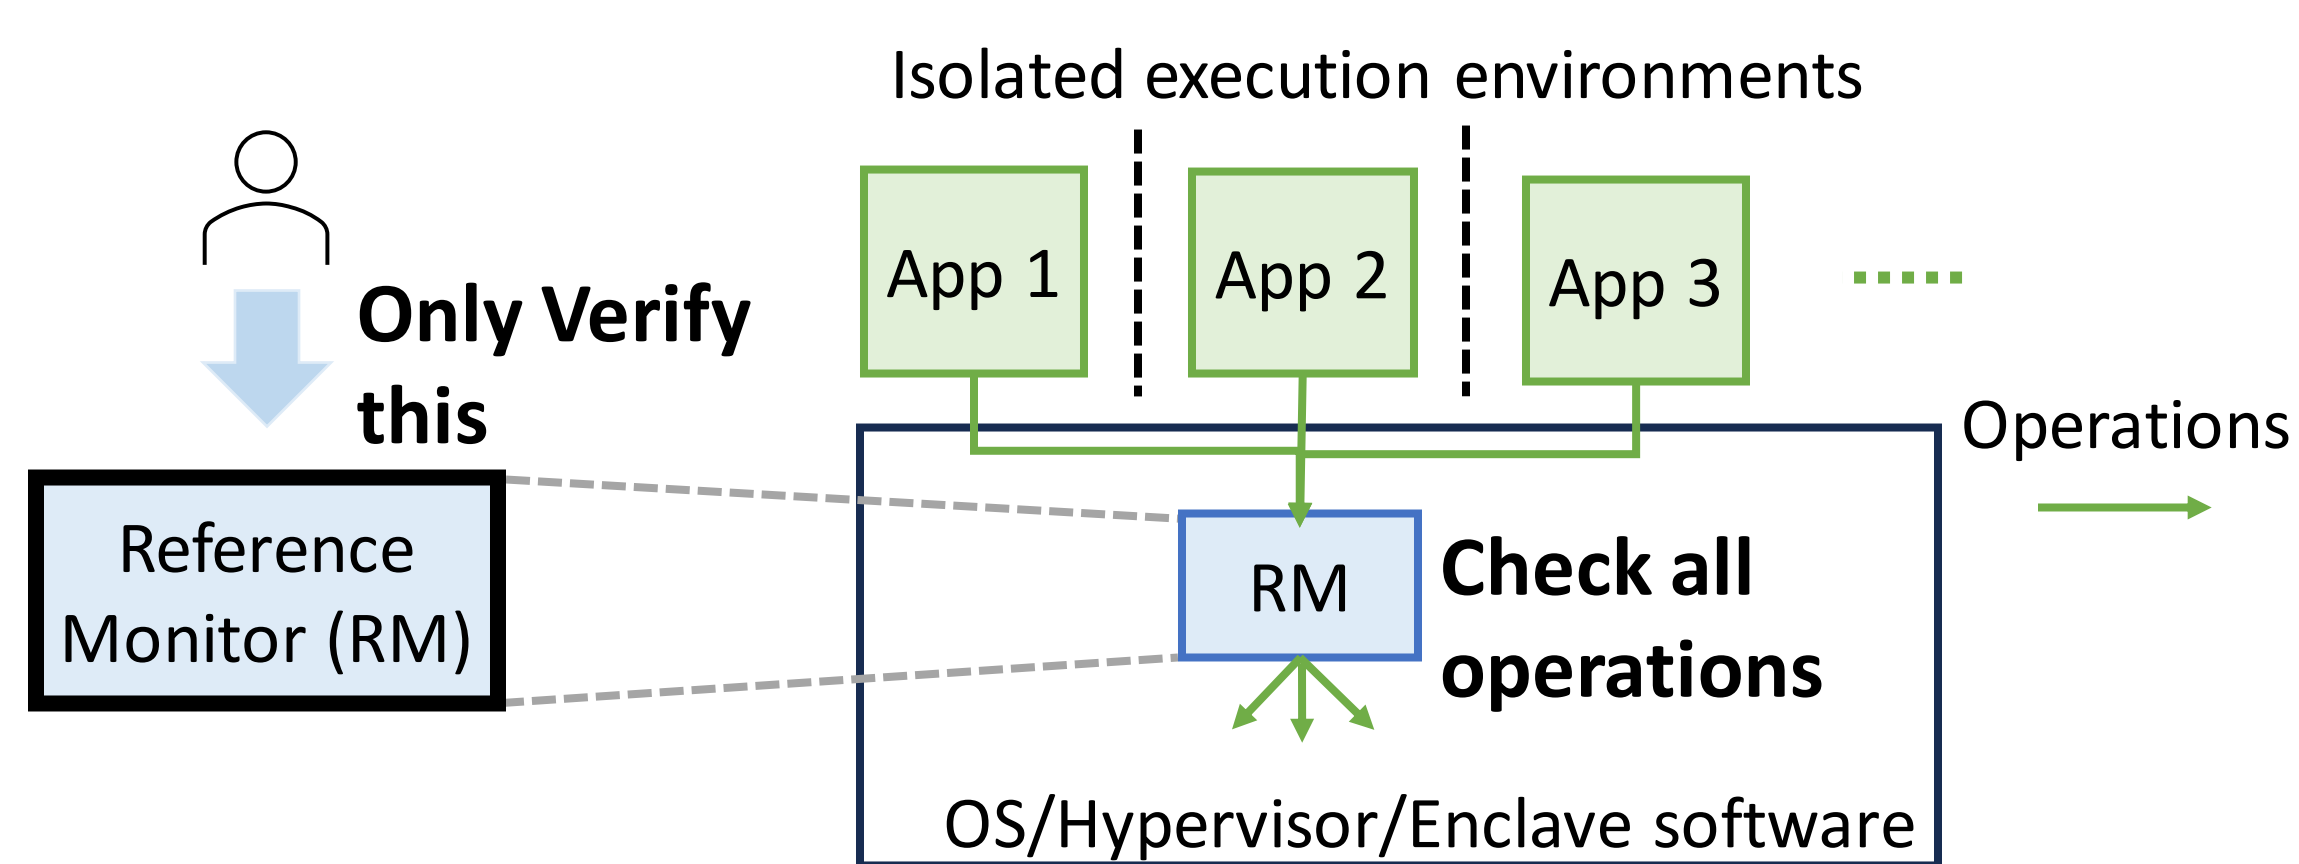 Isolated execution environments
App 1
App 2
App 3
Only Verify
this
Operations
Reference
Monitor (RM)
RM
Check all
operations
OS/Hypervisor/Enclave software